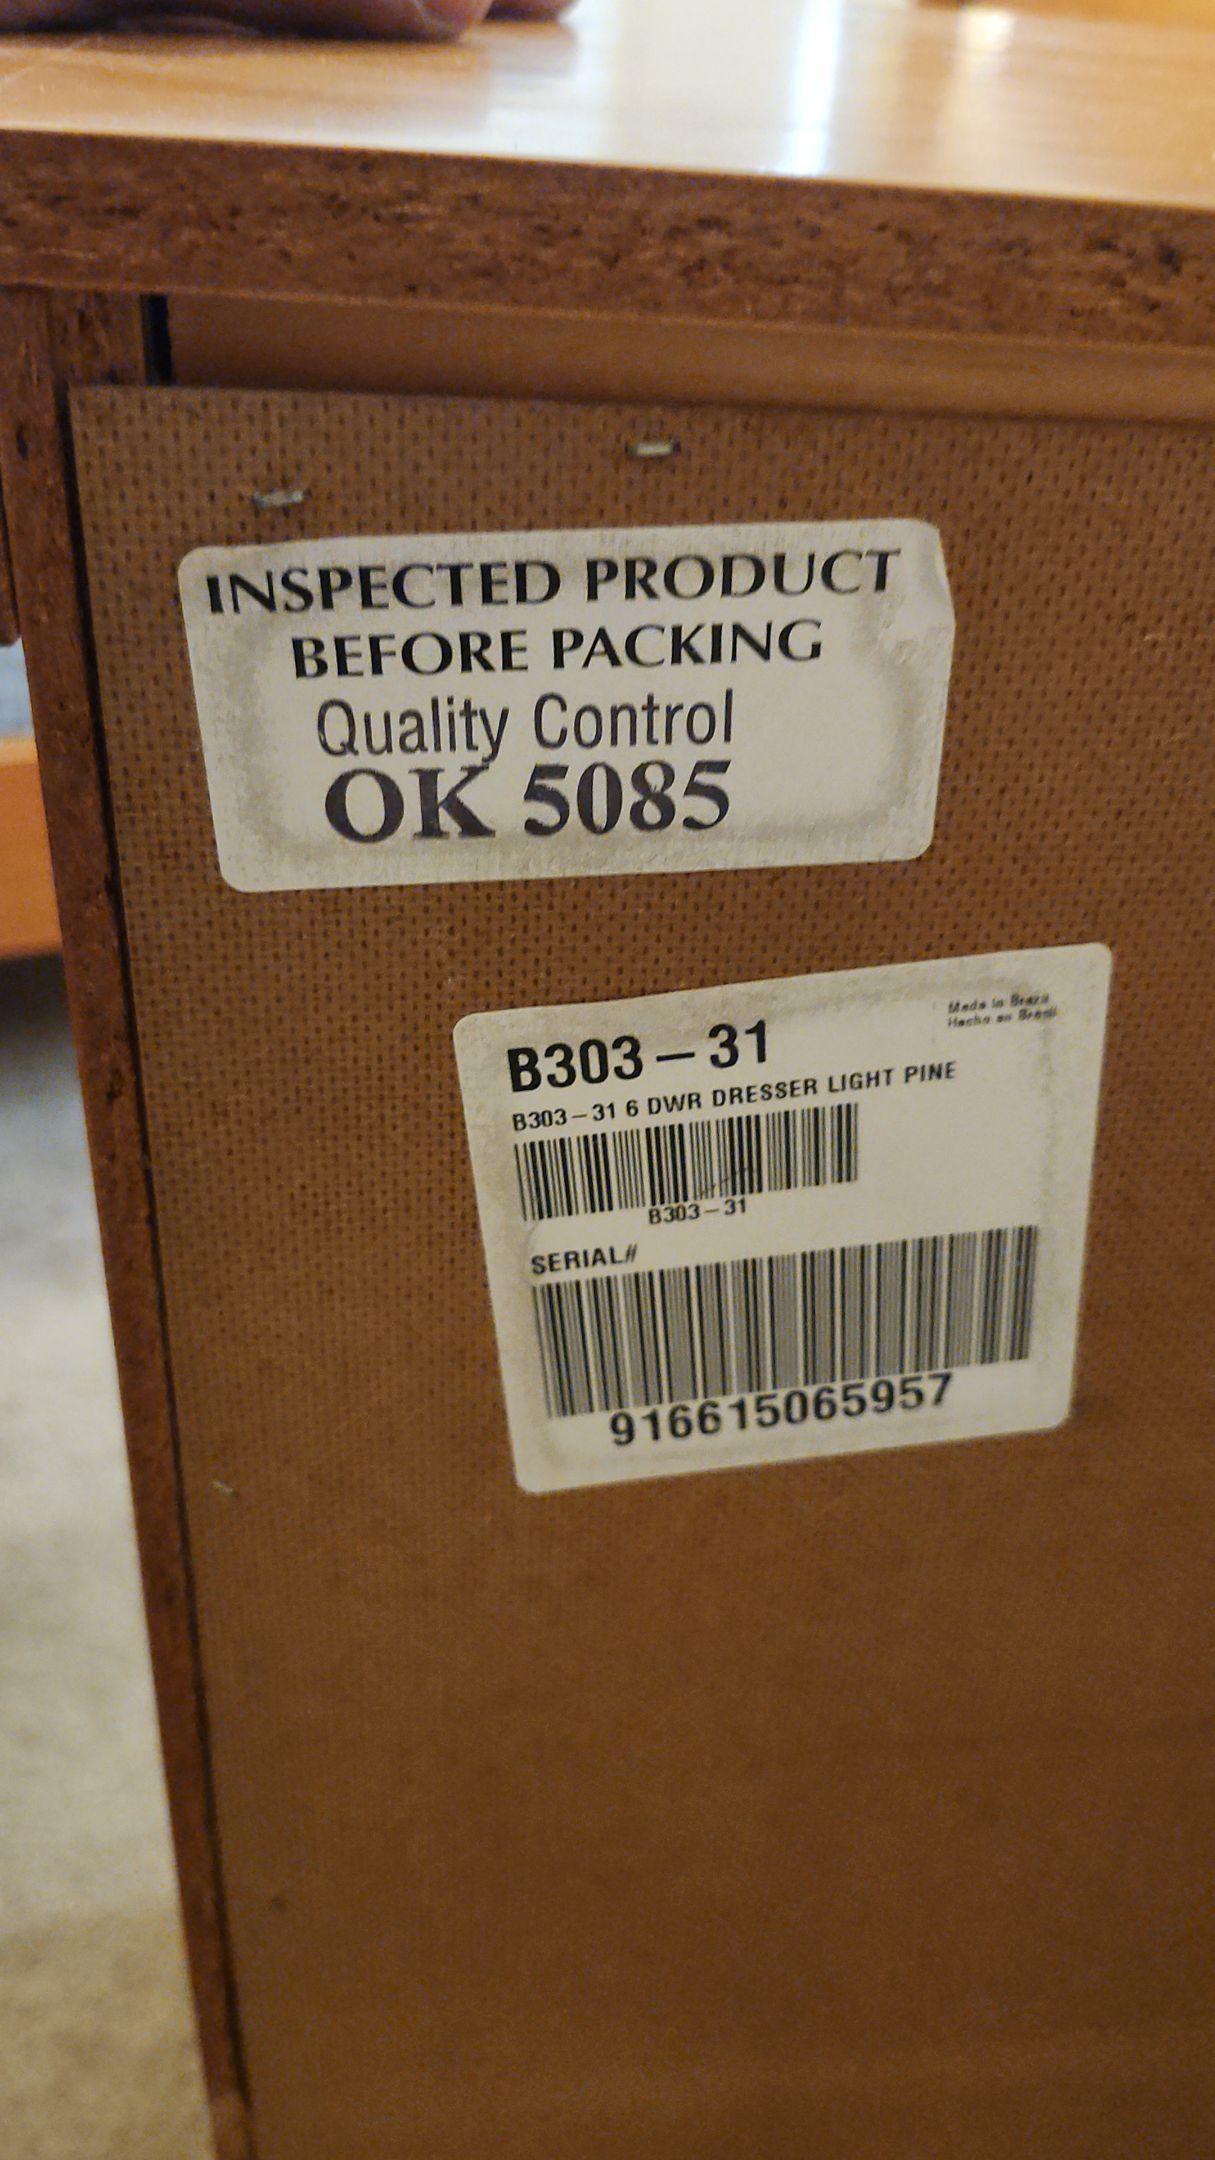 INSPECTED PRODUCT
BEFORE PACKING
Quality Control
OK 5085
Made in Brazil
Hecho en Brasil
B303-31
B303-31 6 DWR DRESSER LIGHT PINE
B303-31
SERIAL#
916615065957